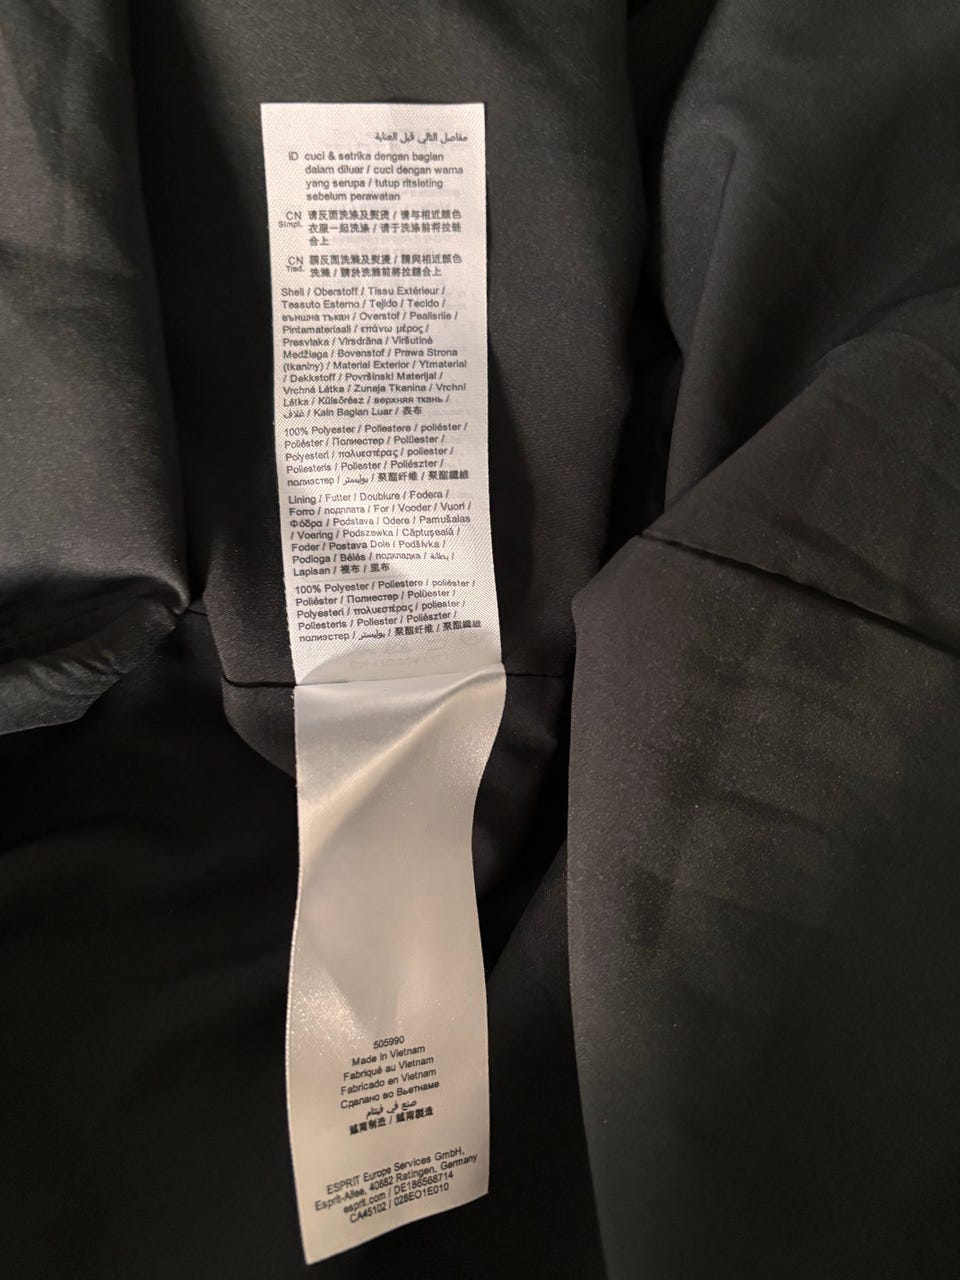 مفاصل التالي قبل العناية
ID cuci & setrika dengan bagian
dalam diluar / cuci dengan warna
yang serupa / tutup ritsleting
sebelum perawatan
CN Simpl. 请反面洗涤及熨烫 / 请与相近颜色
衣服一起洗涤 / 请于洗涤前将拉链
合上
CN Trad. 請反面洗滌及熨燙 / 請與相近顏色
洗滌 / 請於洗滌前將拉鏈合上
Shell / Oberstoff / Tissu Extérieur /
Tessuto Esterno / Tejido / Tecido /
външна тъкан / Overstof / Pealisriie /
Pintamateriaali / επάνω μέρος /
Presvlaka / Virsdrāna / Viršutinė
Medžiaga / Bovenstof / Prawa Strona
(tkaniny) / Material Exterior / Ytmaterial
/ Dekkstoff / Površinski Materijal /
Vrchná Látka / Zunaja Tkanina / Vrchní
Látka / Külsőrész / верхняя ткань /
غلاف / Kain Bagian Luar / 表布
100% Polyester / Poliestere / poliéster /
Poliéster / Полиестер / Polüester /
Polyesteri / πολυεστέρας / poliester /
Poliesteris / Poliester / Poliészter /
полиэстер / بوليستر / 聚酯纤维 / 聚酯纖維
Lining / Futter / Doublure / Fodera /
Forro / подплата / For / Vooder / Vuori /
Φόδρα / Podstava / Odere / Pamušalas
/ Voering / Podszewka / Căptușeală /
Foder / Postava Dole / Podšívka /
Podloga / Bélés / подкладка / بطانة /
Lapisan / 裡布 / 里布
100% Polyester / Poliestere / poliéster /
Poliéster / Полиестер / Polüester /
Polyesteri / πολυεστέρας / poliester /
Poliesteris / Poliester / Poliészter /
полиэстер / بوليستر / 聚酯纤维 / 聚酯纖維
505990
Made in Vietnam
Fabriqué au Vietnam
Fabricado en Vietnam
Сделано во Вьетнаме
صنع في فيتنام
越南制造 / 越南製造
ESPRIT Europe Services GmbH,
Esprit-Allee, 40882 Ratingen, Germany
esprit.com / DE186568714
CA45102 / 028EO1E010